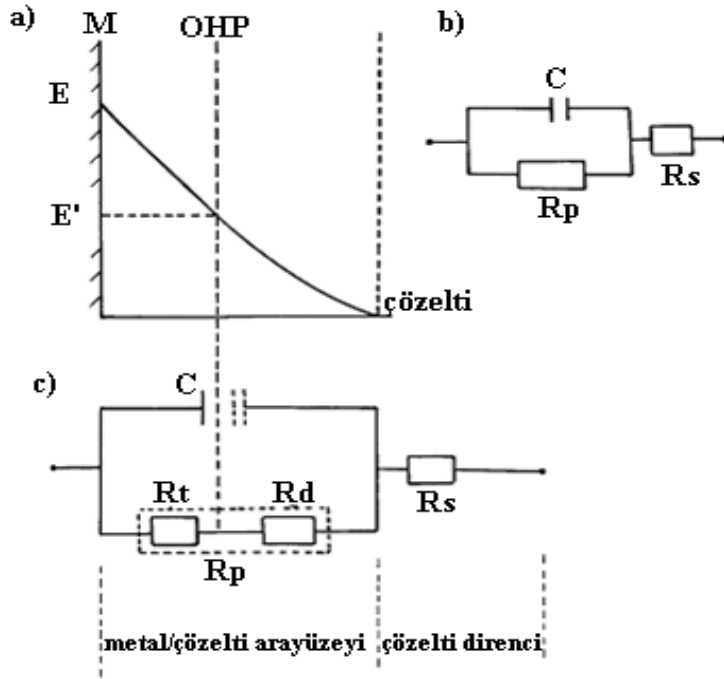 a)
M
OHP
b)
E
C
Rs
E'
Rp
çözelti
c)
C
Rt
Rd
Rs
Rp
metal/çözelti arayüzeyi
çözelti direnci